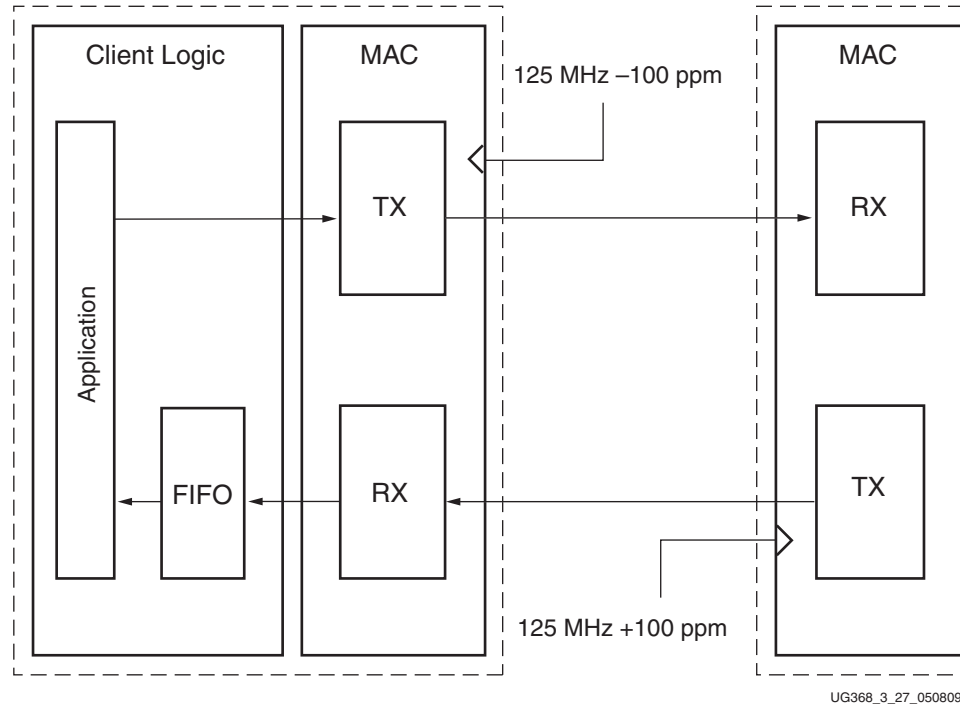 Client Logic
MAC
125 MHz –100 ppm
MAC
TX
RX
Application
FIFO
RX
TX
125 MHz +100 ppm
UG368_3_27_050809